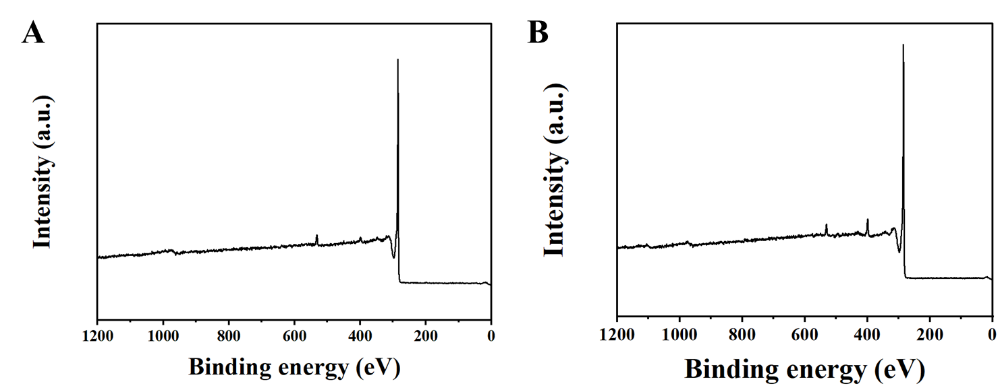 A
Intensity (a.u.)
1200 1000 800 600 400 200 0
Binding energy (eV)
B
Intensity (a.u.)
1200 1000 800 600 400 200 0
Binding energy (eV)